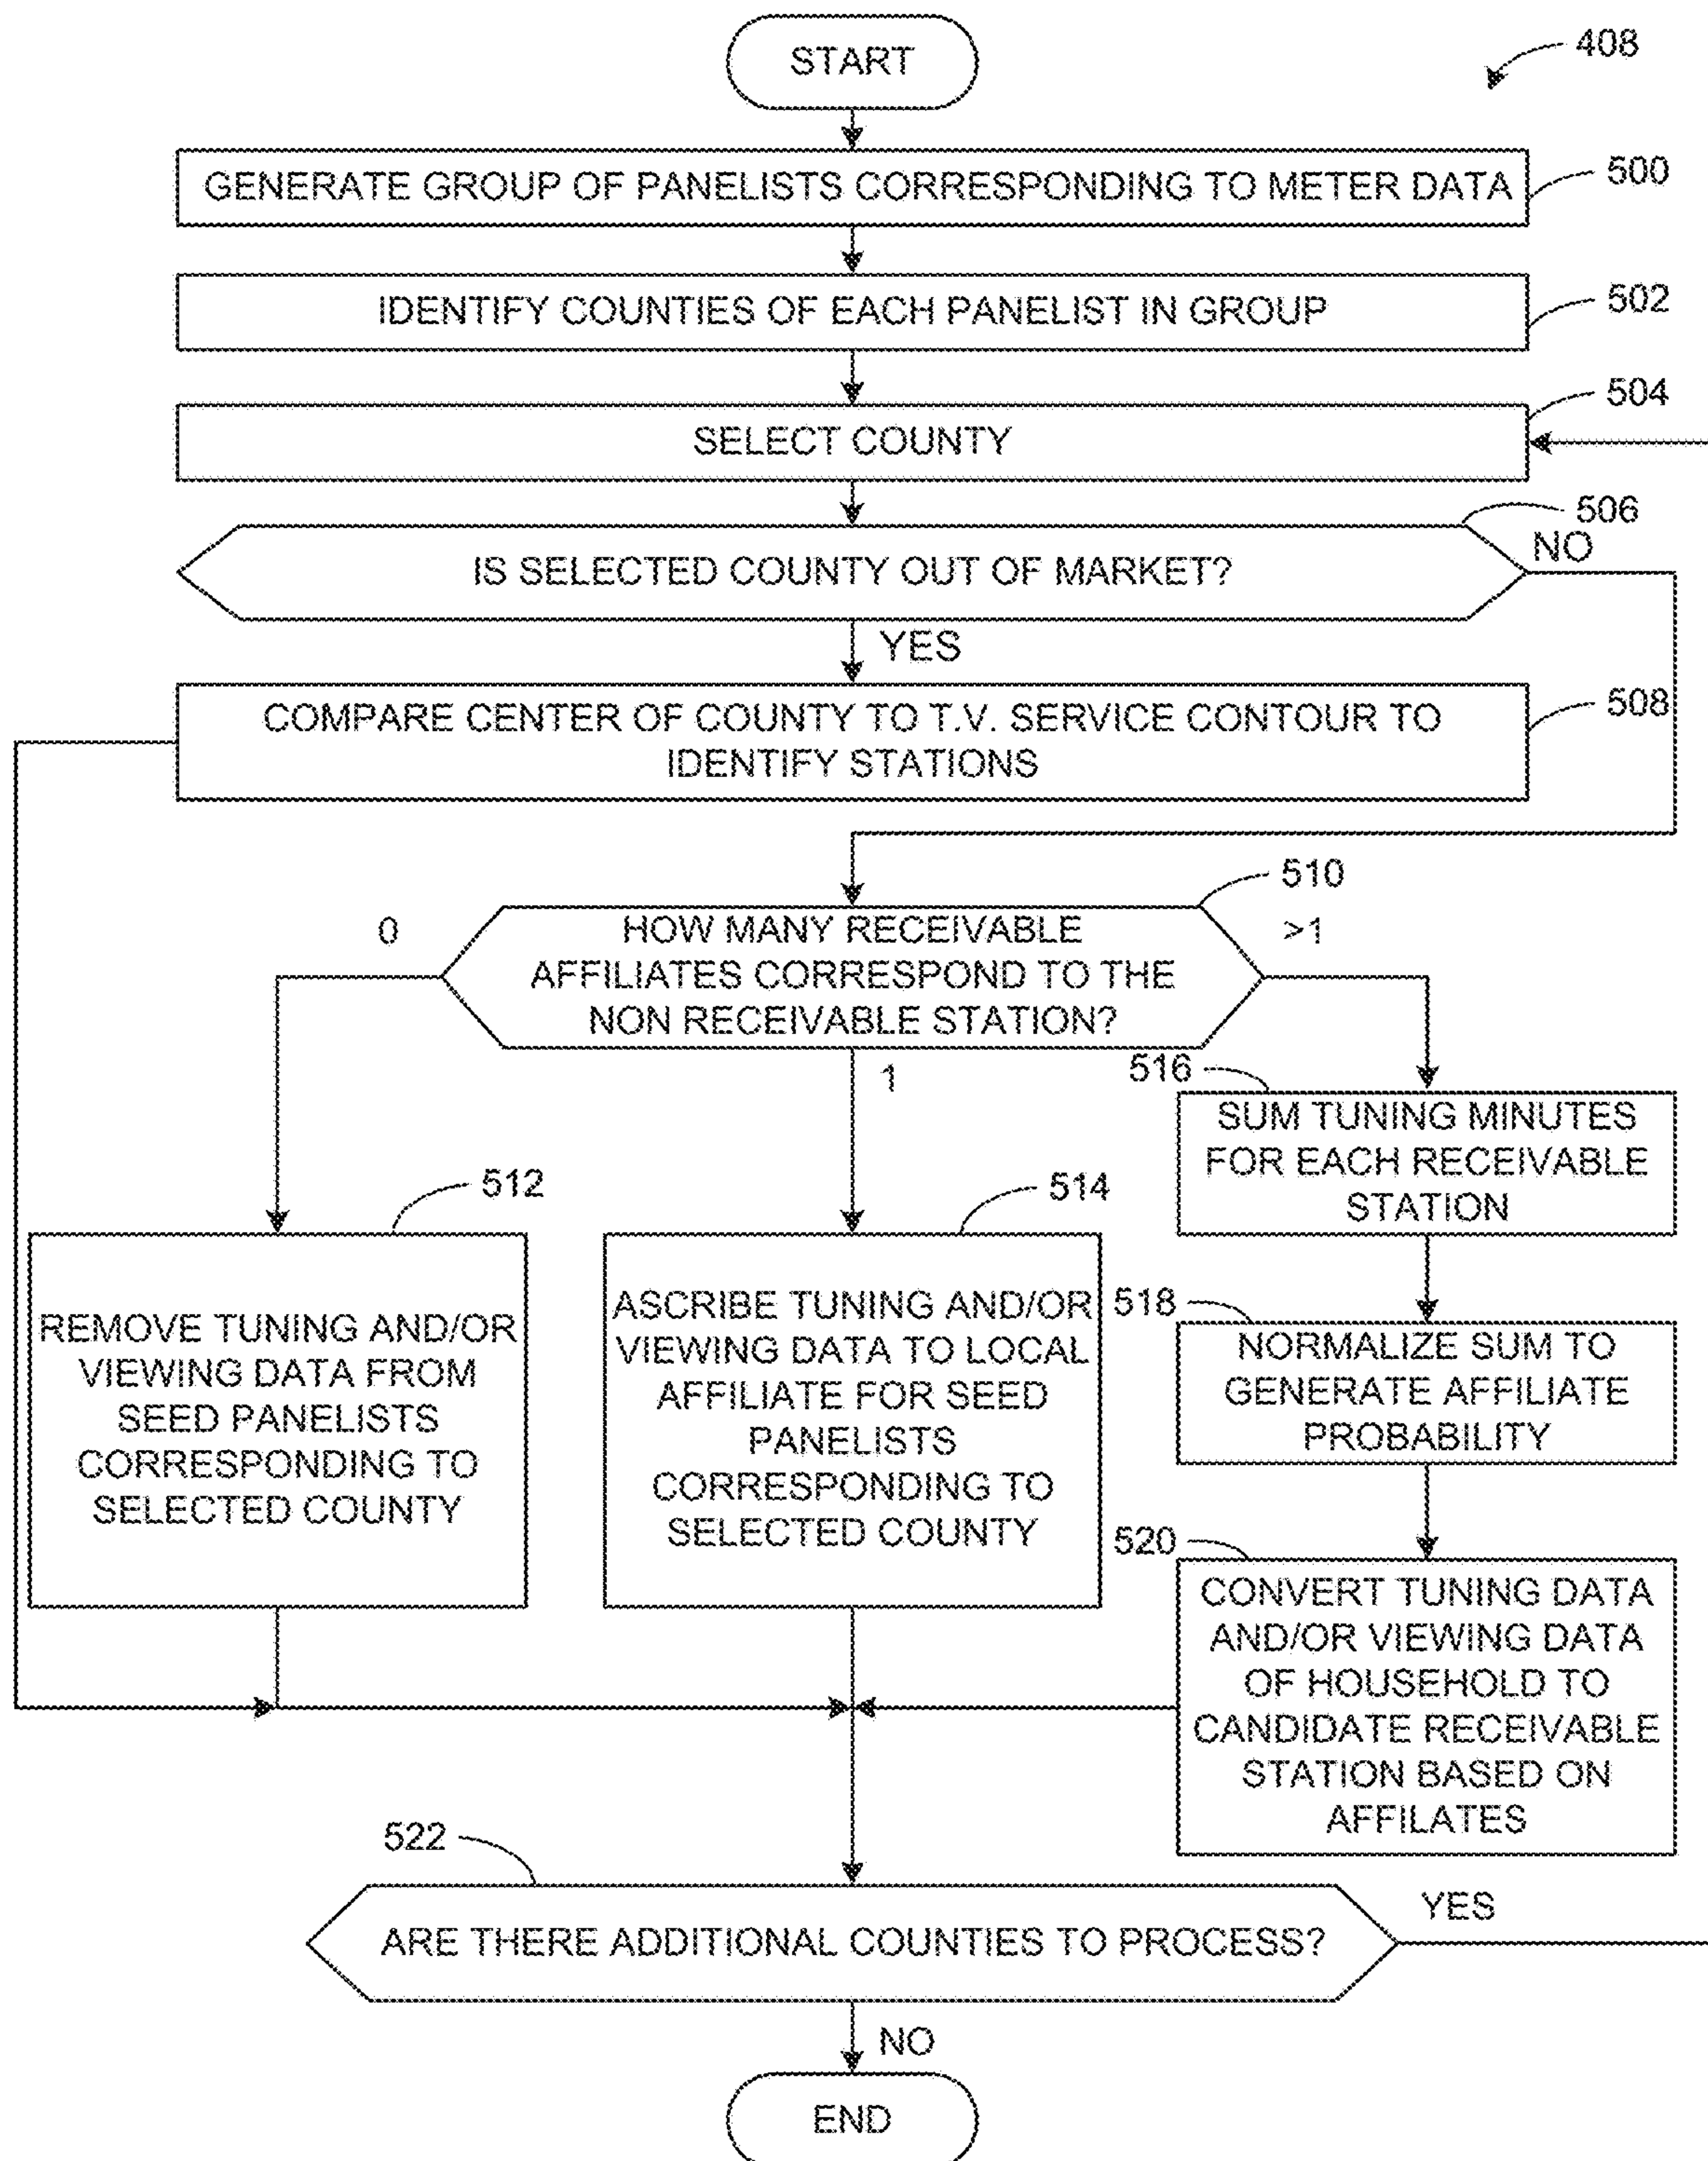 START
408
GENERATE GROUP OF PANELISTS CORRESPONDING TO METER DATA
500
IDENTIFY COUNTIES OF EACH PANELIST IN GROUP
502
SELECT COUNTY
504
506
IS SELECTED COUNTY OUT OF MARKET?
NO
YES
COMPARE CENTER OF COUNTY TO T.V. SERVICE CONTOUR TO
IDENTIFY STATIONS
508
510
0
HOW MANY RECEIVABLE
AFFILIATES CORRESPOND TO THE
NON RECEIVABLE STATION?
>1
1
512
REMOVE TUNING AND/OR
VIEWING DATA FROM
SEED PANELISTS
CORRESPONDING TO
SELECTED COUNTY
514
ASCRIBE TUNING AND/OR
VIEWING DATA TO LOCAL
AFFILIATE FOR SEED
PANELISTS
CORRESPONDING TO
SELECTED COUNTY
516
SUM TUNING MINUTES
FOR EACH RECEIVABLE
STATION
518
NORMALIZE SUM TO
GENERATE AFFILIATE
PROBABILITY
520
CONVERT TUNING DATA
AND/OR VIEWING DATA
OF HOUSEHOLD TO
CANDIDATE RECEIVABLE
STATION BASED ON
AFFILATES
522
ARE THERE ADDITIONAL COUNTIES TO PROCESS?
YES
NO
END